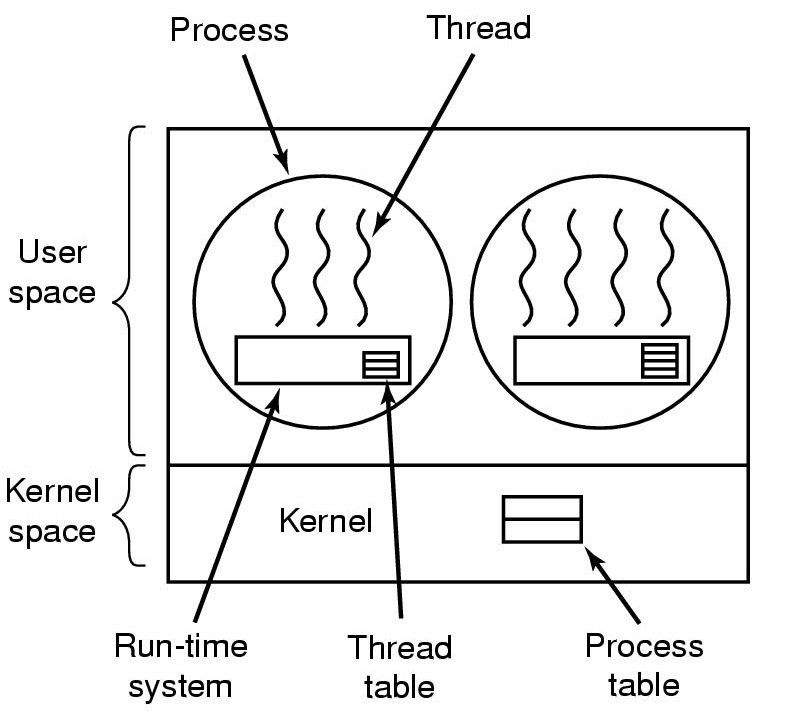 Process
Thread
User
space
Kernel
space
Kernel
Run-time
system
Thread
table
Process
table